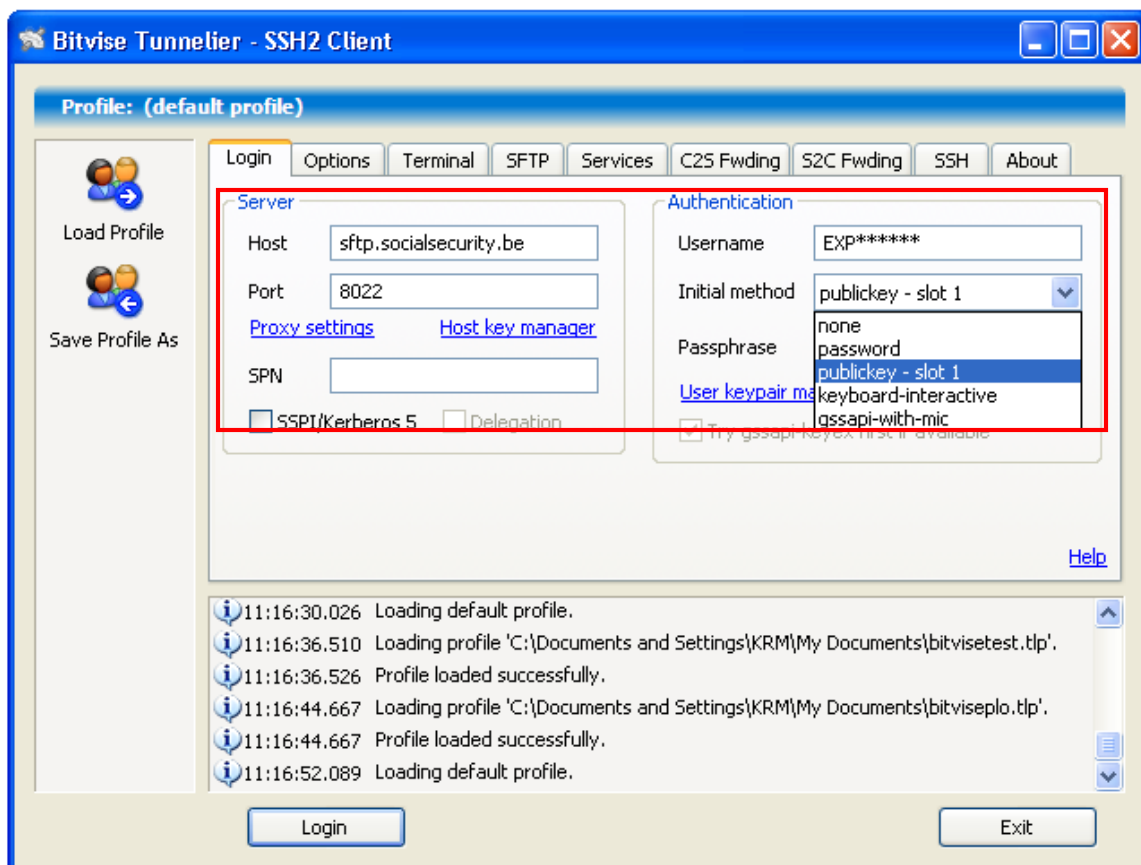 Bitvise Tunnelier - SSH2 Client
Profile: (default profile)
Load Profile
Save Profile As
Login Options Terminal SFTP Services C2S Fwding S2C Fwding SSH About
Server
Host sftp.socialsecurity.be
Port 8022
Proxy settings Host key manager
SPN
SSPI/Kerberos 5 Delegation
Authentication
Username EXP******
Initial method publickey - slot 1
none
password
publickey - slot 1
keyboard-interactive
gssapi-with-mic
Passphrase
User keypair ma
Try gssapi-keyex first if available
Help
11:16:30.026 Loading default profile.
11:16:36.510 Loading profile 'C:\Documents and Settings\KRM\My Documents\bitvisetest.tlp'.
11:16:36.526 Profile loaded successfully.
11:16:44.667 Loading profile 'C:\Documents and Settings\KRM\My Documents\bitviseplo.tlp'.
11:16:44.667 Profile loaded successfully.
11:16:52.089 Loading default profile.
Login Exit